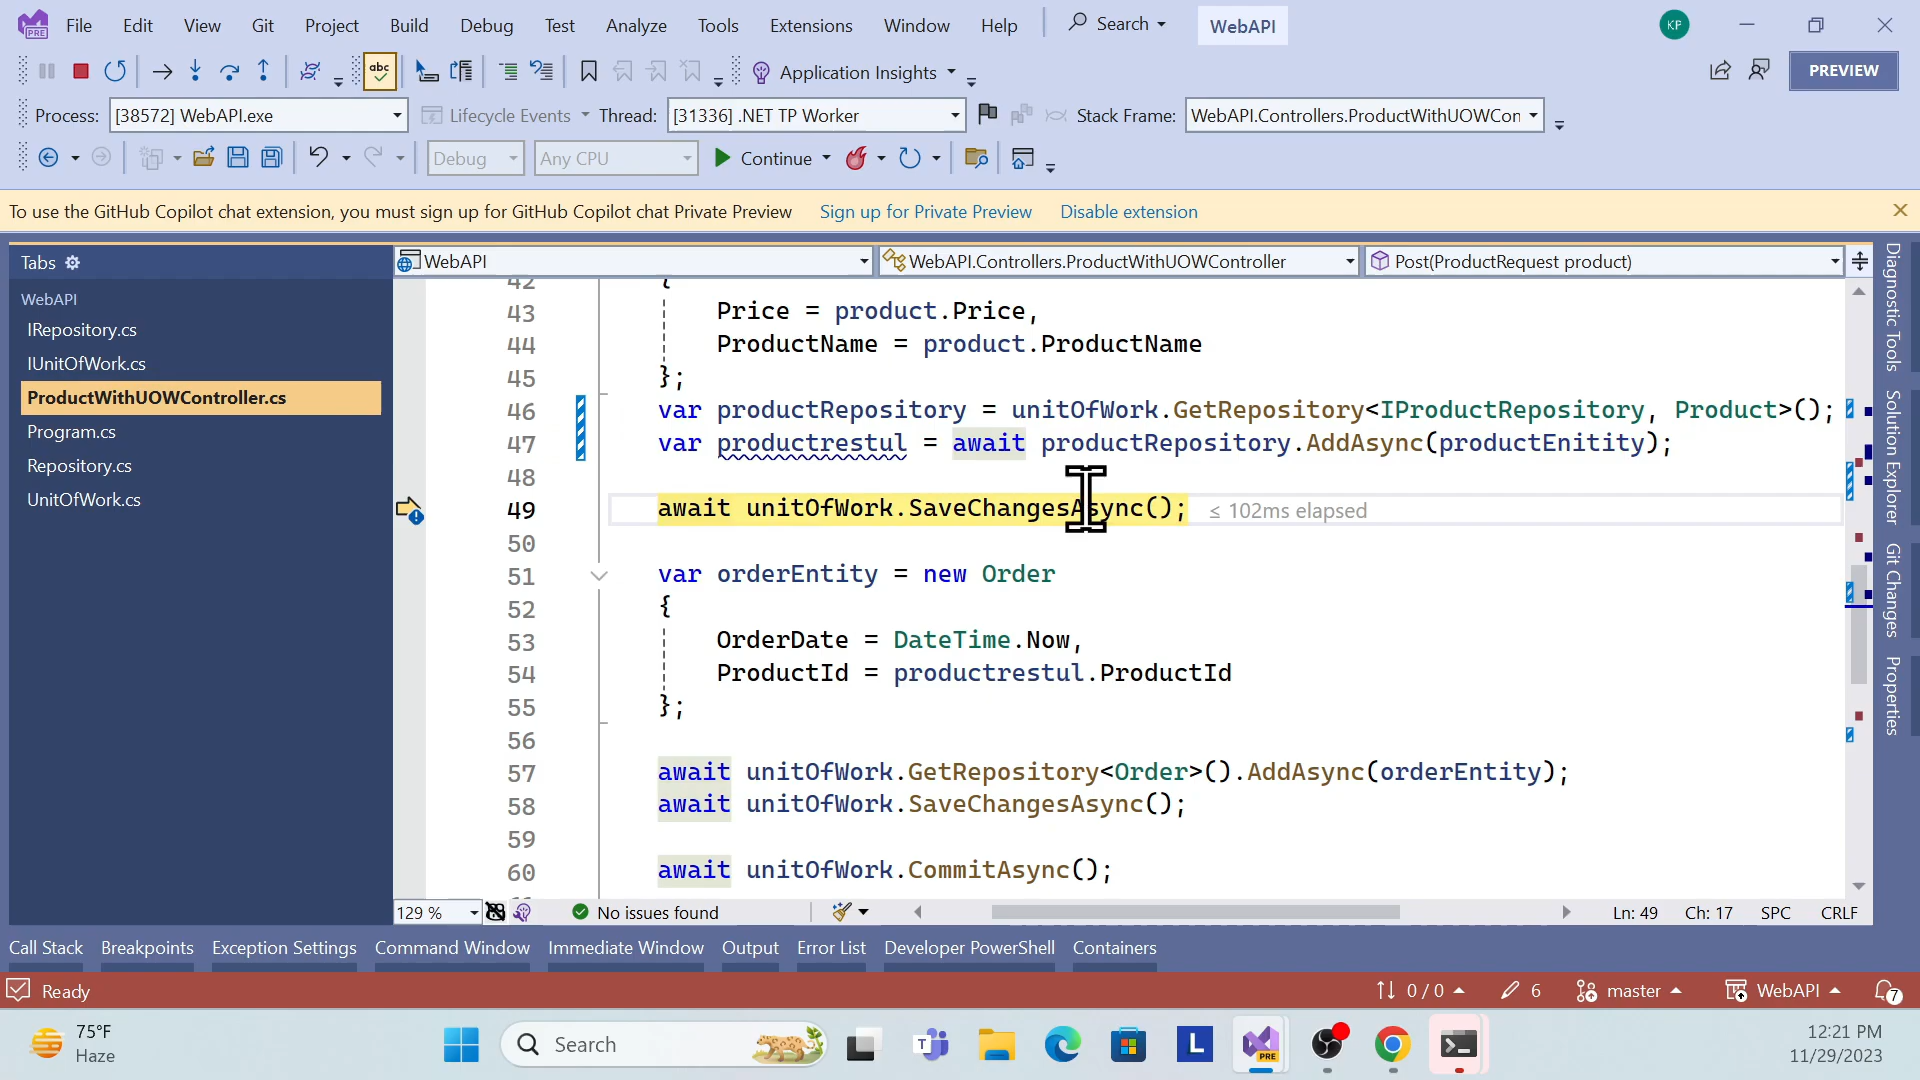 File Edit View Git Project Build Debug Test Analyze Tools Extensions Window Help Search WebAPI KP
abc Application Insights PREVIEW
Process: [38572] WebAPI.exe Lifecycle Events Thread: [31336] .NET TP Worker Stack Frame: WebAPI.Controllers.ProductWithUOWCon
Debug Any CPU Continue
To use the GitHub Copilot chat extension, you must sign up for GitHub Copilot chat Private Preview Sign up for Private Preview Disable extension
Tabs
WebAPI
IRepository.cs
IUnitOfWork.cs
ProductWithUOWController.cs
Program.cs
Repository.cs
UnitOfWork.cs
WebAPI WebAPI.Controllers.ProductWithUOWController Post(ProductRequest product)
42 {
43 Price = product.Price,
44 ProductName = product.ProductName
45 };
46 var productRepository = unitOfWork.GetRepository<IProductRepository, Product>();
47 var productrestul = await productRepository.AddAsync(productEnitity);
48
49 await unitOfWork.SaveChangesAsync(); ≤ 102ms elapsed
50
51 var orderEntity = new Order
52 {
53 OrderDate = DateTime.Now,
54 ProductId = productrestul.ProductId
55 };
56
57 await unitOfWork.GetRepository<Order>().AddAsync(orderEntity);
58 await unitOfWork.SaveChangesAsync();
59
60 await unitOfWork.CommitAsync();
129 % No issues found Ln: 49 Ch: 17 SPC CRLF
Diagnostic Tools
Solution Explorer
Git Changes
Properties
Call Stack Breakpoints Exception Settings Command Window Immediate Window Output Error List Developer PowerShell Containers
Ready 0 / 0 6 master WebAPI 7
75°F
Haze
Search
T
L
PRE
12:21 PM
11/29/2023